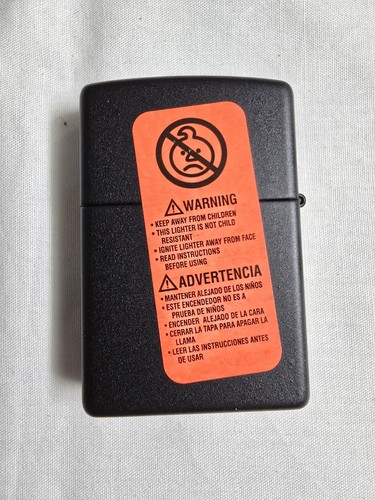 ⚠WARNING
• KEEP AWAY FROM CHILDREN
• THIS LIGHTER IS NOT CHILD
RESISTANT
• IGNITE LIGHTER AWAY FROM FACE
• READ INSTRUCTIONS
BEFORE USING
⚠ADVERTENCIA
• MANTENER ALEJADO DE LOS NIÑOS
• ESTE ENCENDEDOR NO ES A
PRUEBA DE NIÑOS
• ENCENDER ALEJADO DE LA CARA
• CERRAR LA TAPA PARA APAGAR LA
LLAMA
• LEER LAS INSTRUCCIONES ANTES
DE USAR